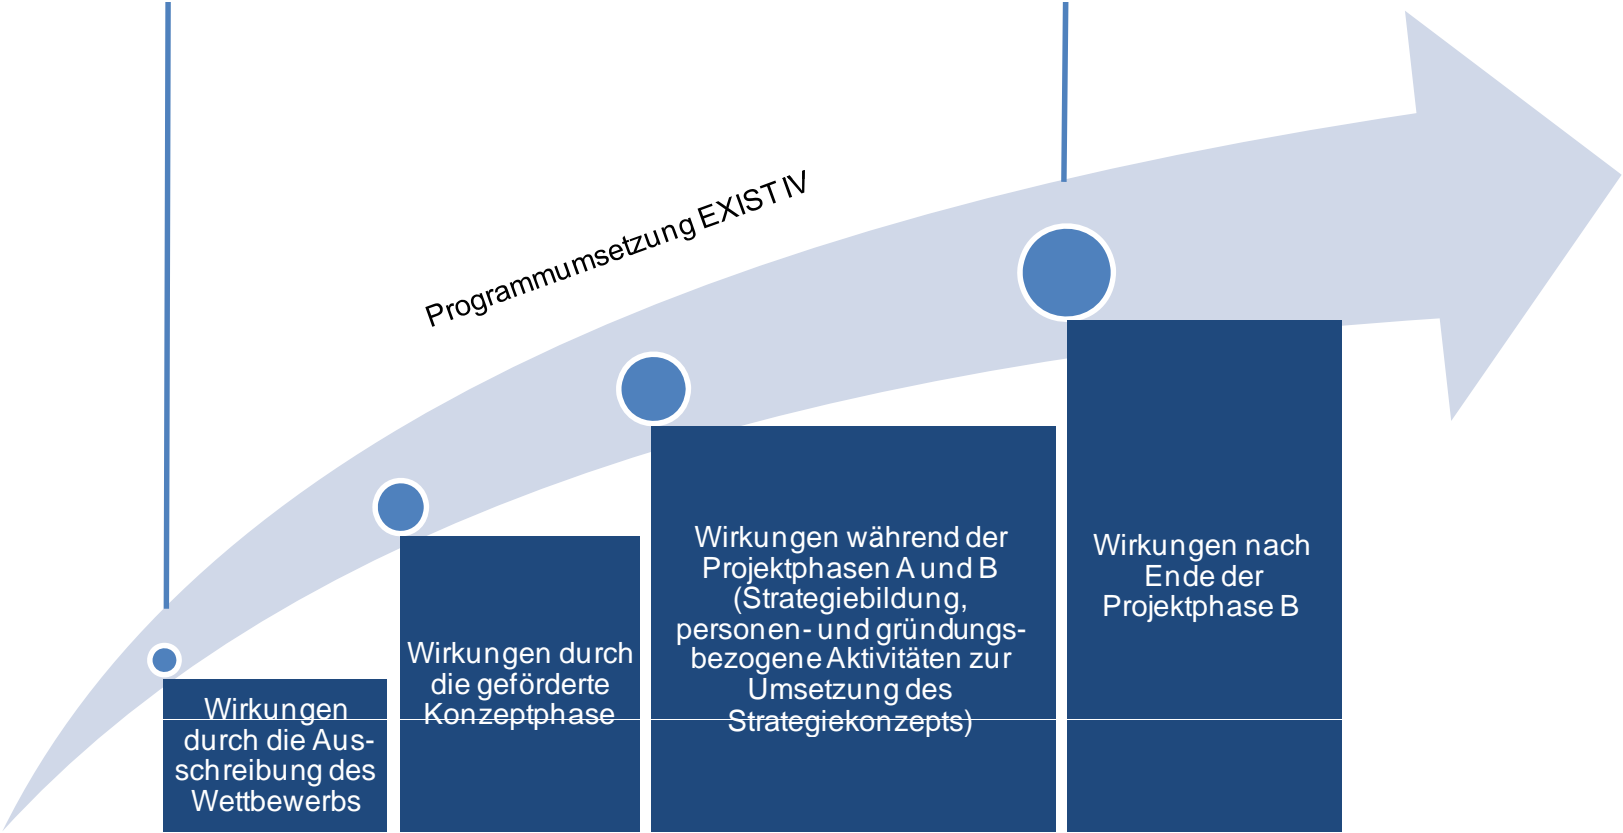 Programmumsetzung EXIST IV
Wirkungen
durch die Aus-
schreibung des
Wettbewerbs
Wirkungen durch
die geförderte
Konzeptphase
Wirkungen während der
Projektphasen A und B
(Strategiebildung,
personen- und gründungs-
bezogene Aktivitäten zur
Umsetzung des
Strategiekonzepts)
Wirkungen nach
Ende der
Projektphase B